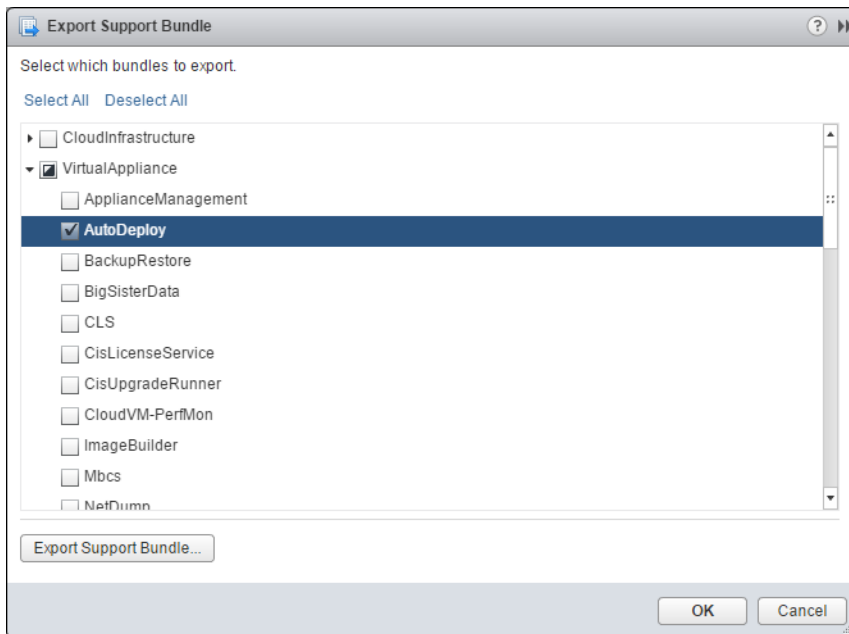 Export Support Bundle
Select which bundles to export.
Select All Deselect All
CloudInfrastructure
VirtualAppliance
ApplianceManagement
AutoDeploy
BackupRestore
BigSisterData
CLS
CisLicenseService
CisUpgradeRunner
CloudVM-PerfMon
ImageBuilder
Mbcs
NetDump
Export Support Bundle...
OK Cancel